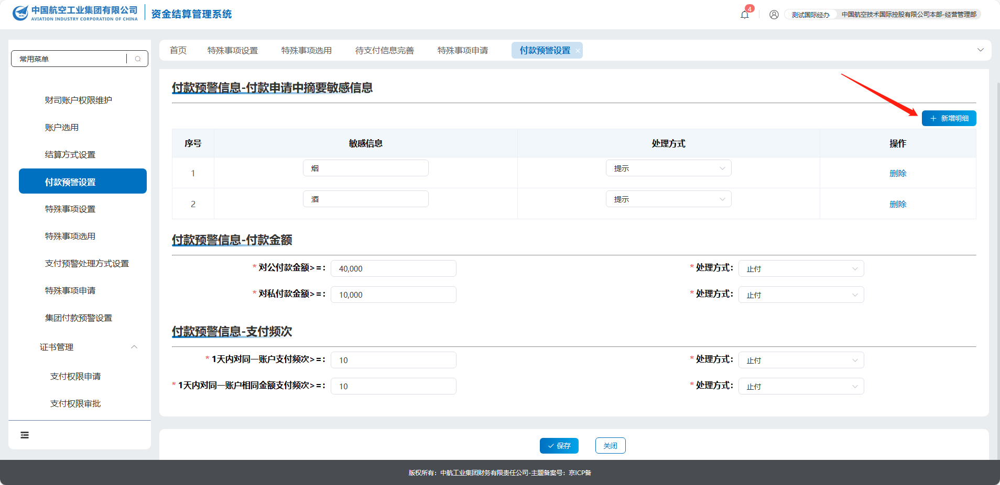 中国航空工业集团有限公司
AVIATION INDUSTRY CORPORATION OF CHINA
资金结算管理系统
4
测试国际经办
中国航空技术国际控股有限公司本部-经营管理部
常用菜单
首页
特殊事项设置
特殊事项选用
待支付信息完善
特殊事项申请
付款预警设置
财司账户权限维护
账户选用
结算方式设置
付款预警设置
特殊事项设置
特殊事项选用
支付预警处理方式设置
特殊事项申请
集团付款预警设置
证书管理
支付权限申请
支付权限审批
付款预警信息-付款申请中摘要敏感信息
新增明细
序号 敏感信息 处理方式 操作
1 烟 提示 删除
2 酒 提示 删除
付款预警信息-付款金额
* 对公付款金额>=： 40,000 * 处理方式： 止付
* 对私付款金额>=： 10,000 * 处理方式： 止付
付款预警信息-支付频次
* 1天内对同一账户支付频次>=： 10 * 处理方式： 止付
* 1天内对同一账户相同金额支付频次>=： 10 * 处理方式： 止付
保存
关闭
版权所有：中航工业集团财务有限责任公司-主题备案号：京ICP备